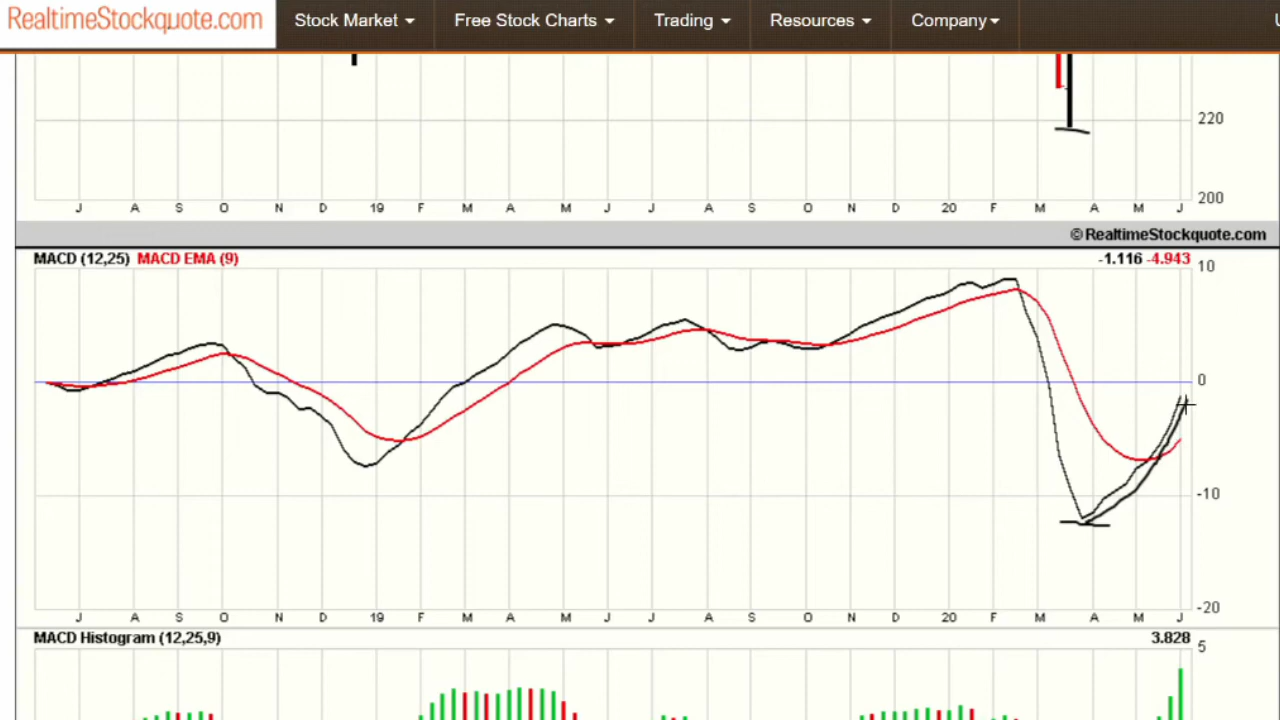 RealtimeStockquote.com Stock Market Free Stock Charts Trading Resources Company
220
200
J A S O N D 19 F M A M J J A S O N D 20 F M A M J
©RealtimeStockquote.com
MACD (12,25) MACD EMA (9) -1.116 -4.943
10
0
-10
-20
J A S O N D 19 F M A M J J A S O N D 20 F M A M J
MACD Histogram (12,25,9) 3.828
5